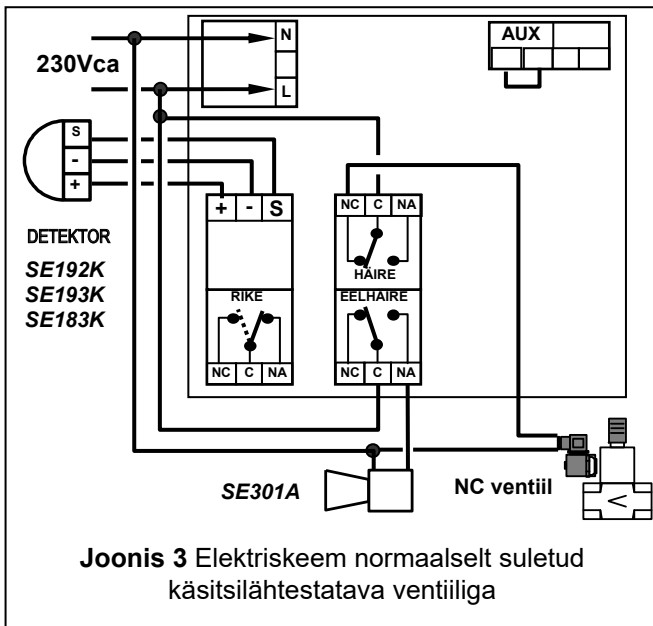 N
AUX
230Vca
L
S
-
+
+ - S
NC C NA
DETEKTOR
HÄIRE
SE192K
SE193K
SE183K
RIKE
EELHÄIRE
NC C NA
NC C NA
SE301A
NC ventiil
Joonis 3 Elektriskeem normaalselt suletud
käsitsilähtestatava ventiiliga